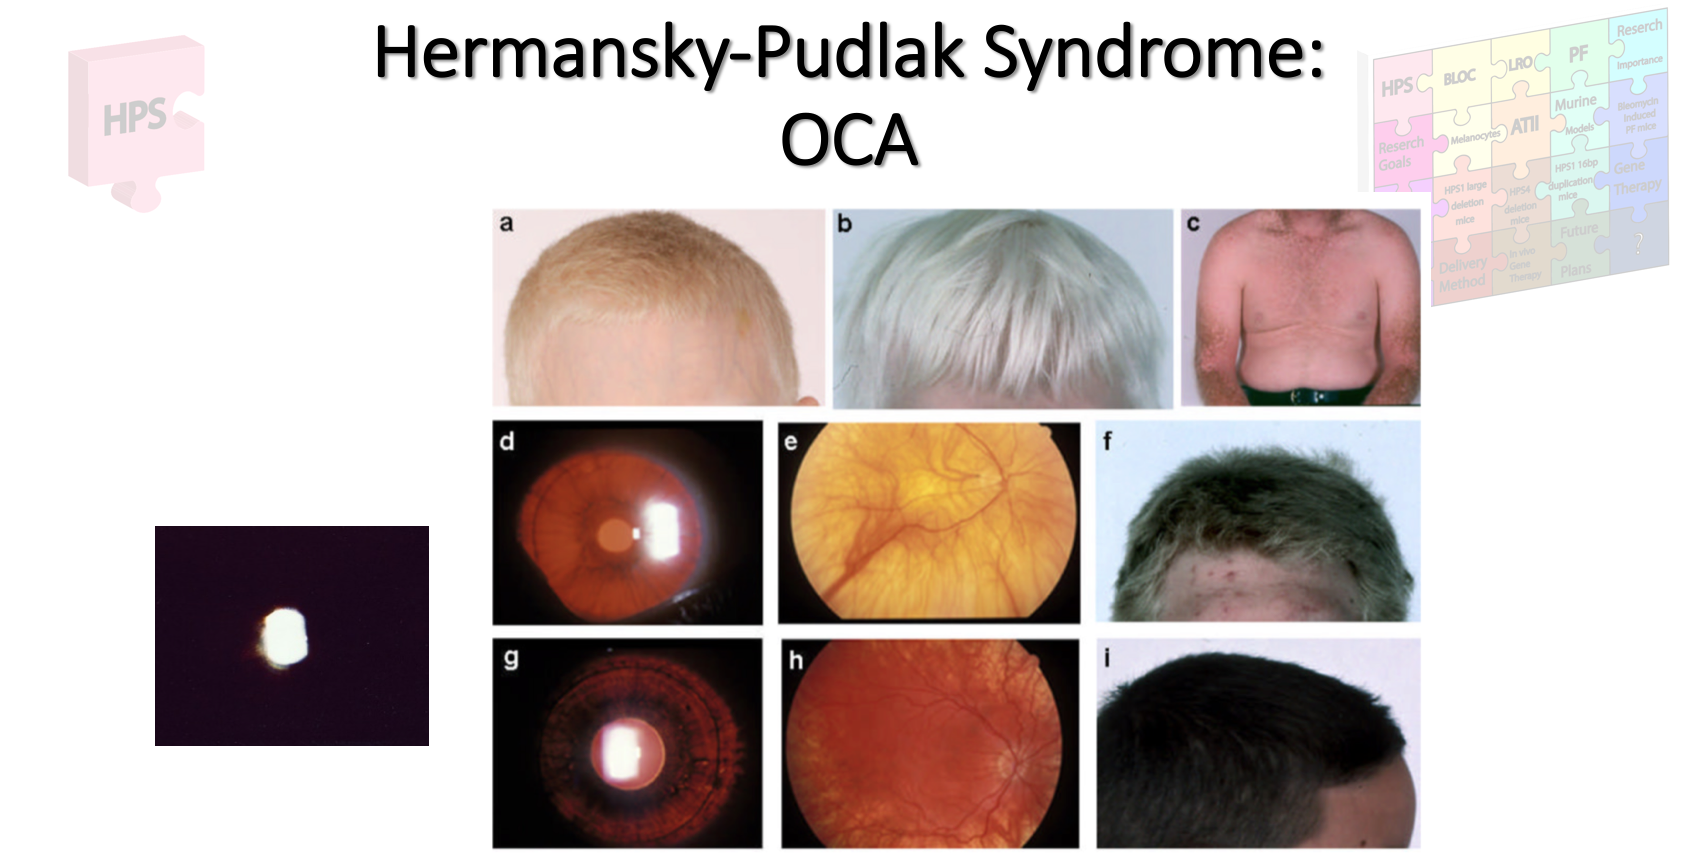 Hermansky-Pudlak Syndrome:
OCA
HPS
HPS
BLOC
LRO
PF
Reserch
Importance
Reserch
Goals
Melanocytes
ATII
Murine
Models
Bleomycin
Induced
PF mice
HPS1 large
deletion
mice
HPS4
deletion
mice
HPS1 16bp
duplication
mice
Gene
Therapy
Delivery
Method
In vivo
Gene
Therapy
Future
Plans
?
a
b
c
d
e
f
g
h
i